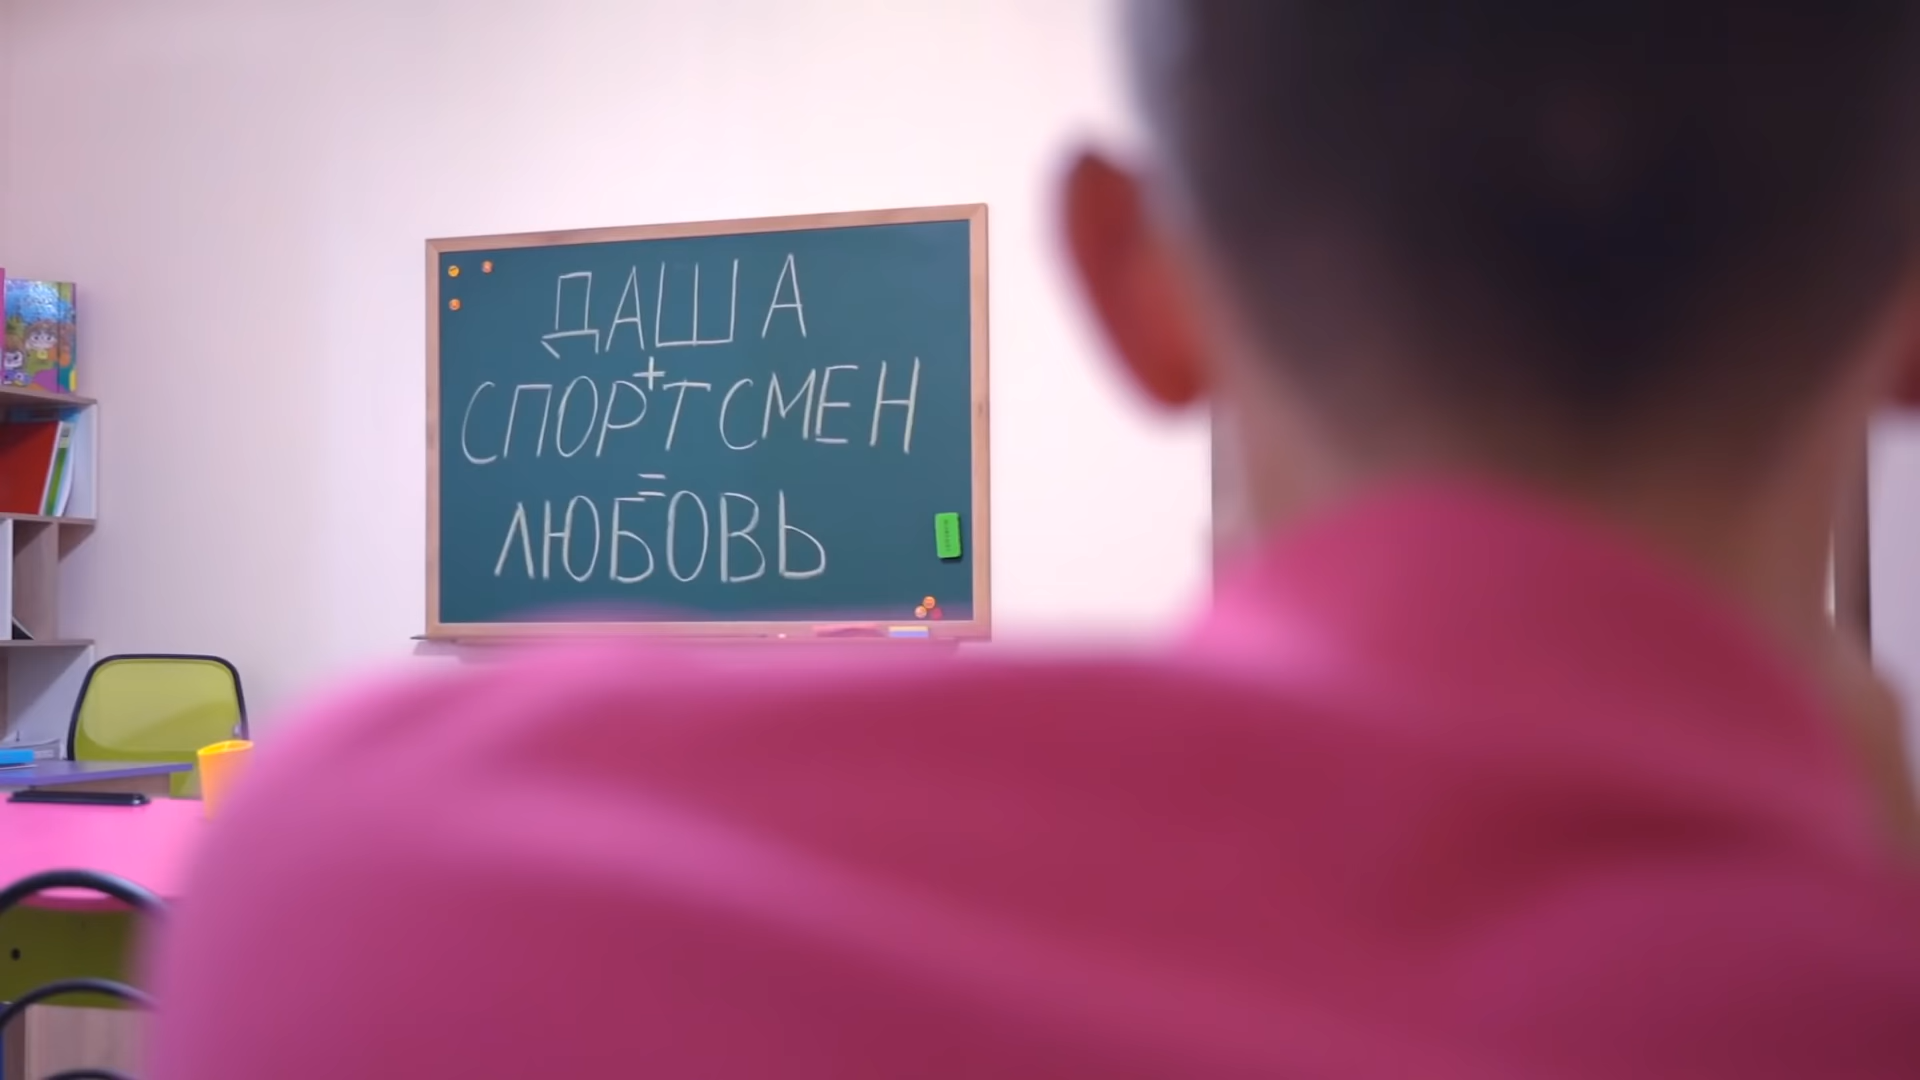 ДАША
+
СПОРТСМЕН
=
ЛЮБОВЬ